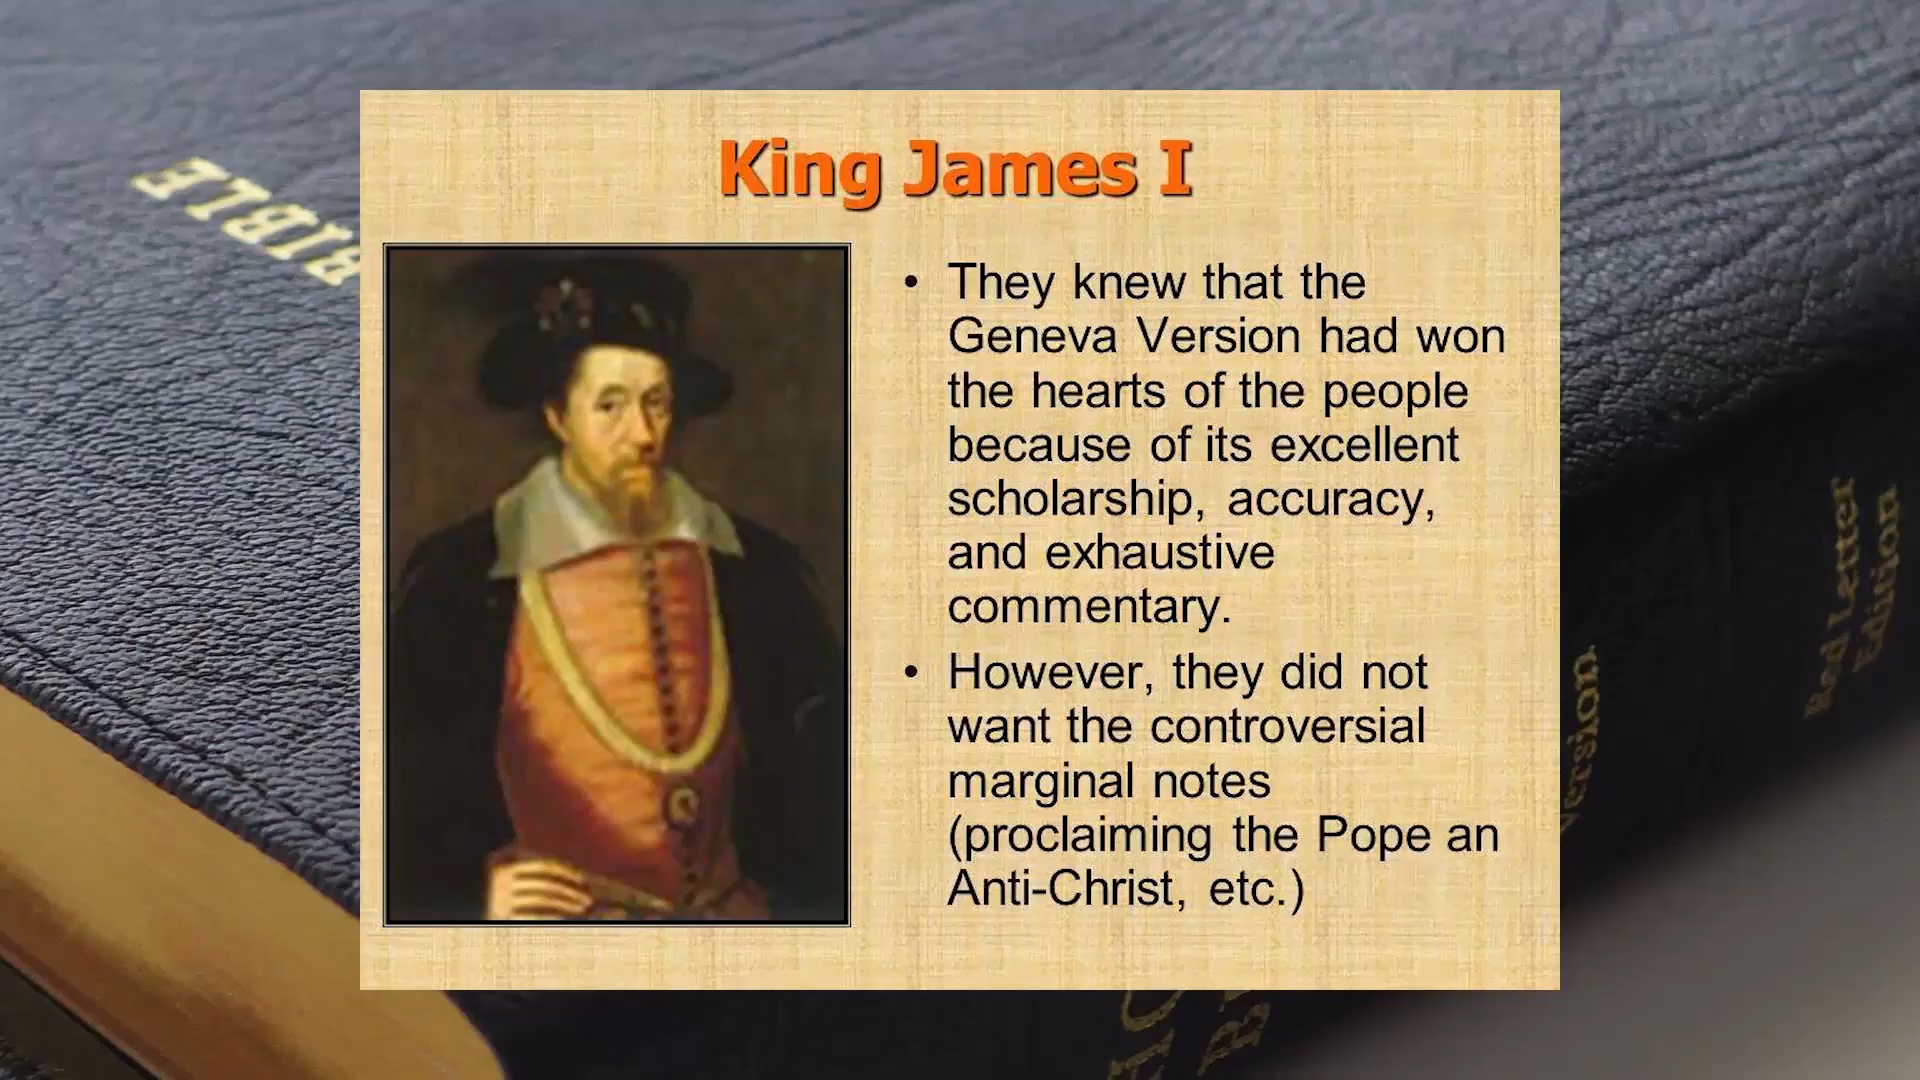 King James I
• They knew that the
Geneva Version had won
the hearts of the people
because of its excellent
scholarship, accuracy,
and exhaustive
commentary.
• However, they did not
want the controversial
marginal notes
(proclaiming the Pope an
Anti-Christ, etc.)
BIBLE
Red Letter
Edition